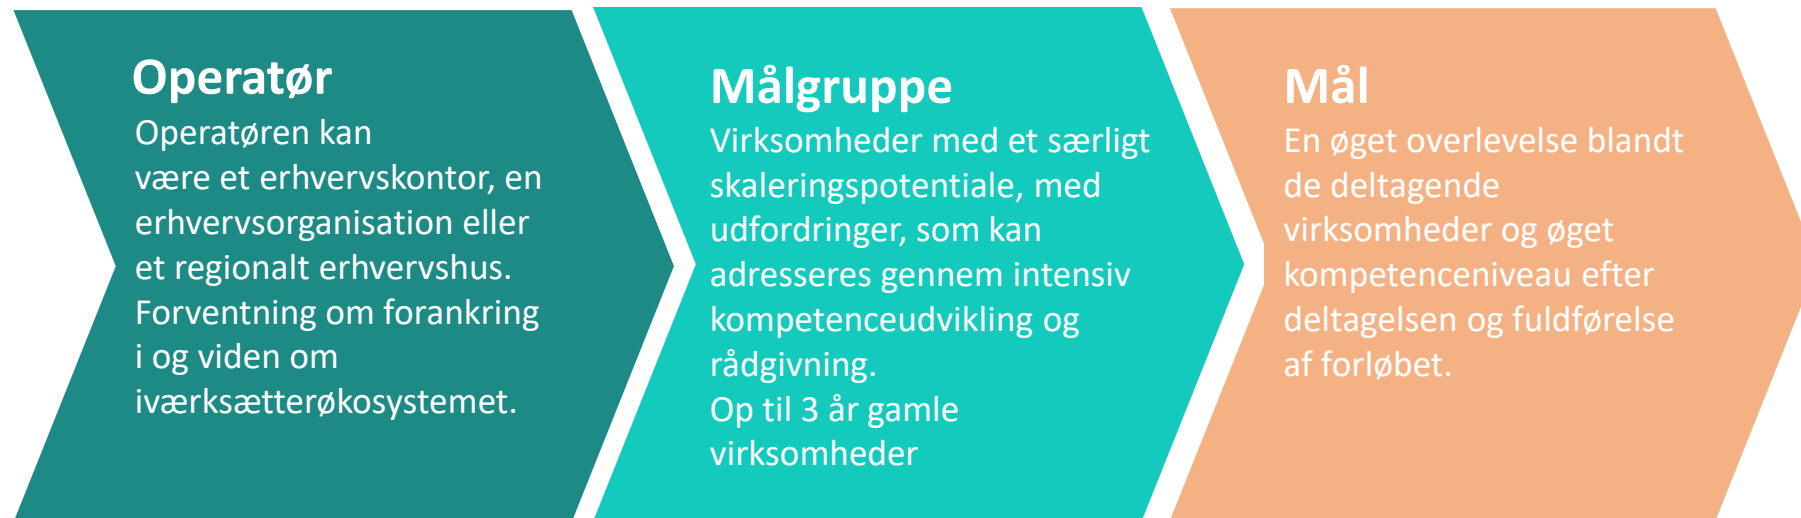 Operatør
Operatøren kan
være et erhvervskontor, en
erhvervsorganisation eller
et regionalt erhvervshus.
Forventning om forankring
i og viden om
iværksætterøkosystemet.
Målgruppe
Virksomheder med et særligt
skaleringspotentiale, med
udfordringer, som kan
adresseres gennem intensiv
kompetenceudvikling og
rådgivning.
Op til 3 år gamle
virksomheder
Mål
En øget overlevelse blandt
de deltagende
virksomheder og øget
kompetenceniveau efter
deltagelsen og fuldførelse
af forløbet.